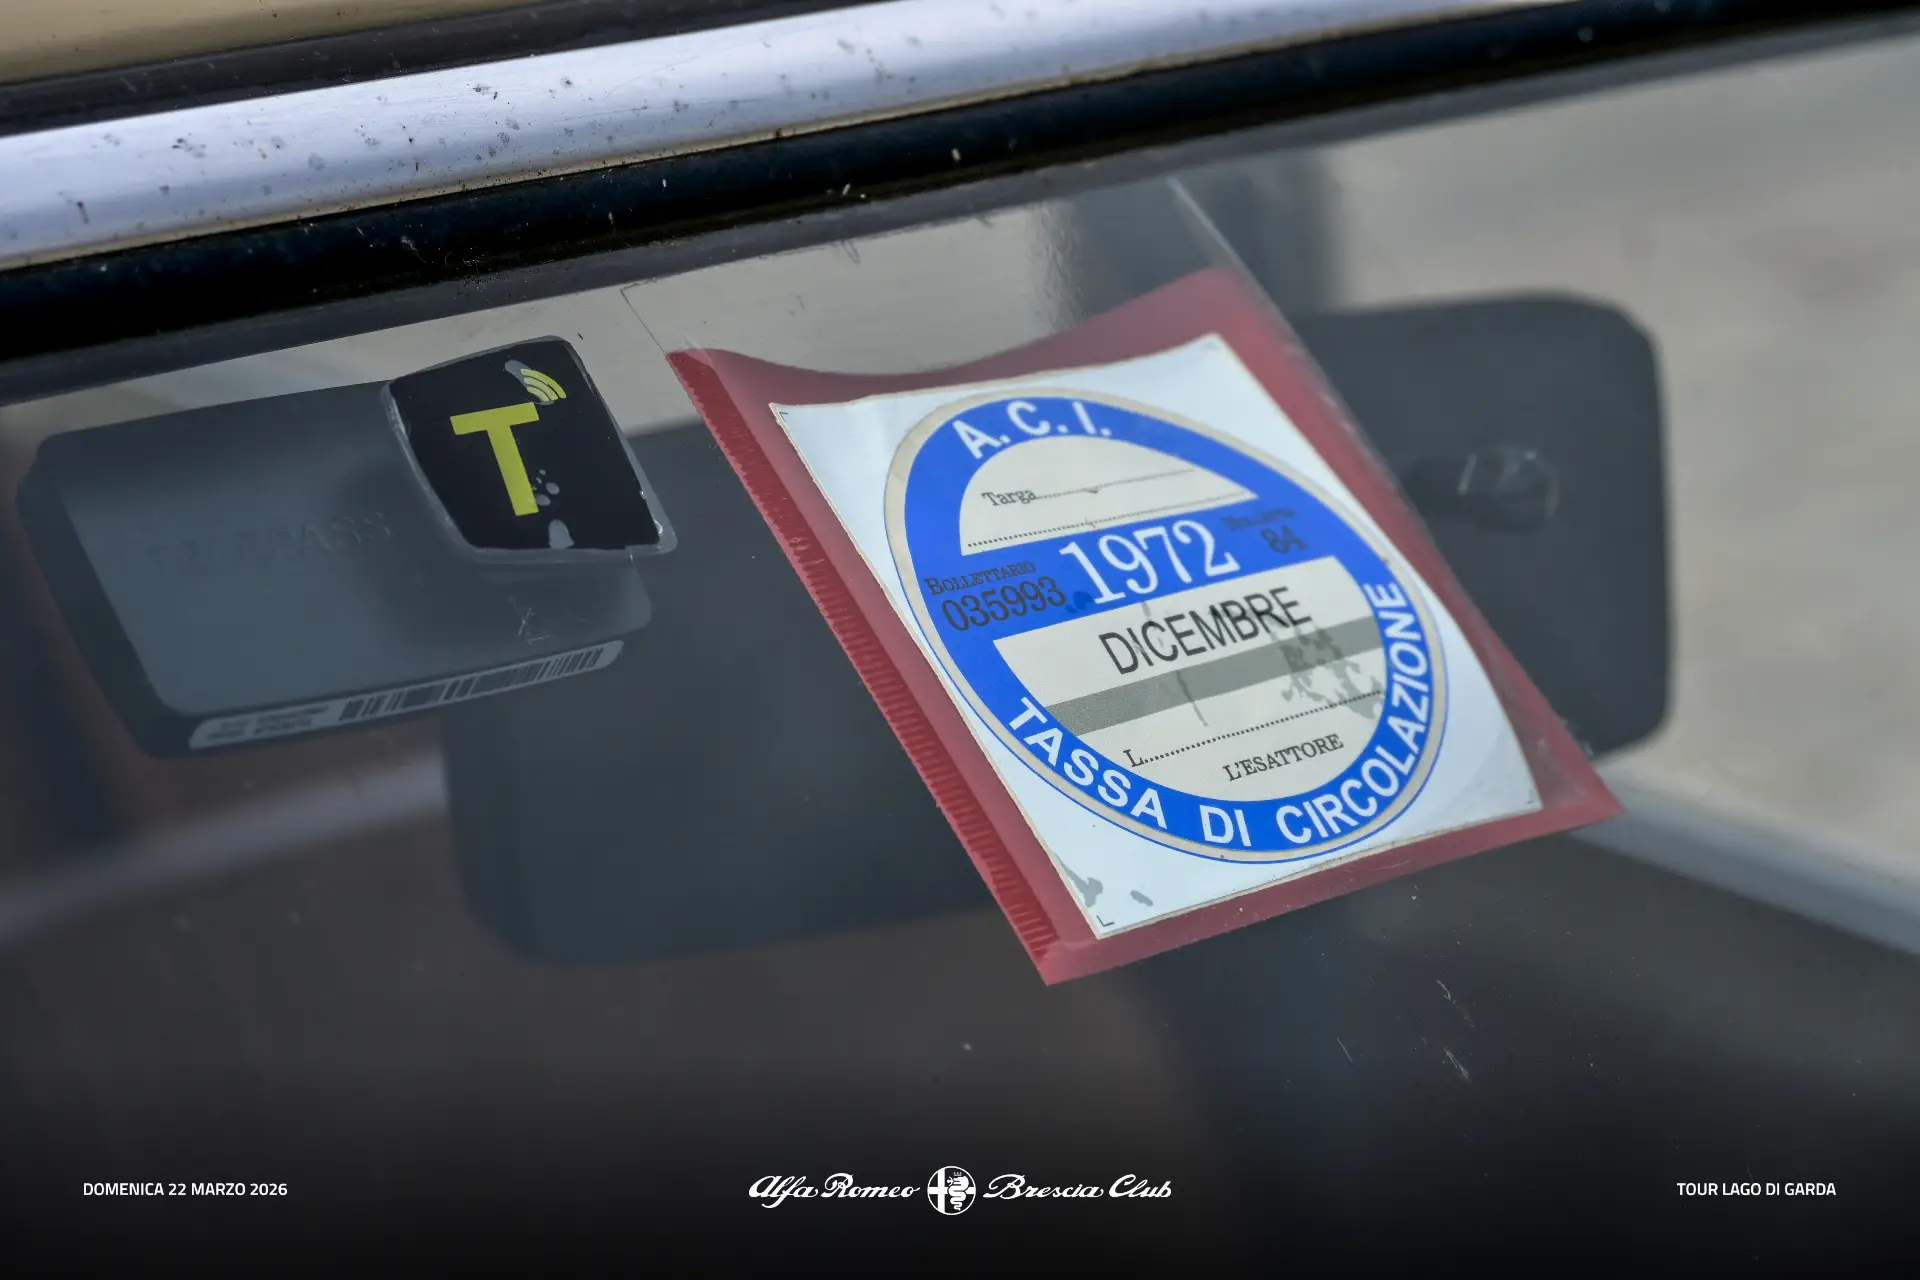 T
A.C.I.
Targa
1972
84
BOLLETTARIO
035993
DICEMBRE
L
L'ESATTORE
TASSA DI CIRCOLAZIONE
DOMENICA 22 MARZO 2026
Alfa Romeo Brescia Club
TOUR LAGO DI GARDA